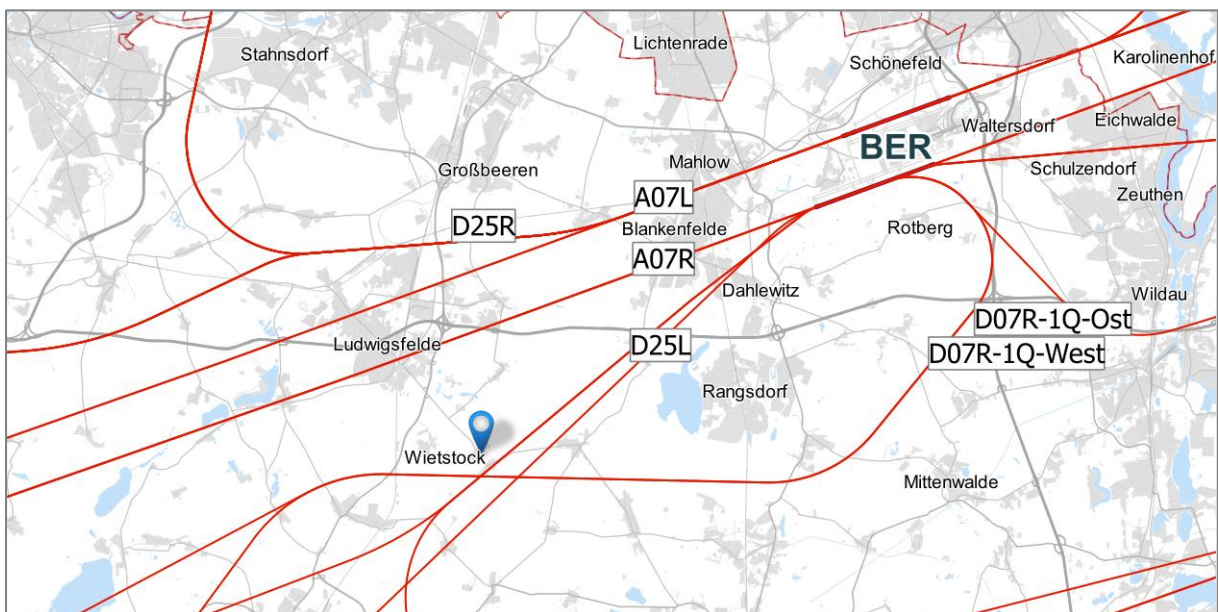 Stahnsdorf
Lichtenrade
Schönefeld
Karolinenhof
BER
Waltersdorf
Eichwalde
Mahlow
Großbeeren
Schulzendorf
A07L
Zeuthen
D25R
Blankenfelde
Rotberg
A07R
Dahlewitz
Wildau
D07R-1Q-Ost
Ludwigsfelde
D25L
D07R-1Q-West
Rangsdorf
Wietstock
Mittenwalde